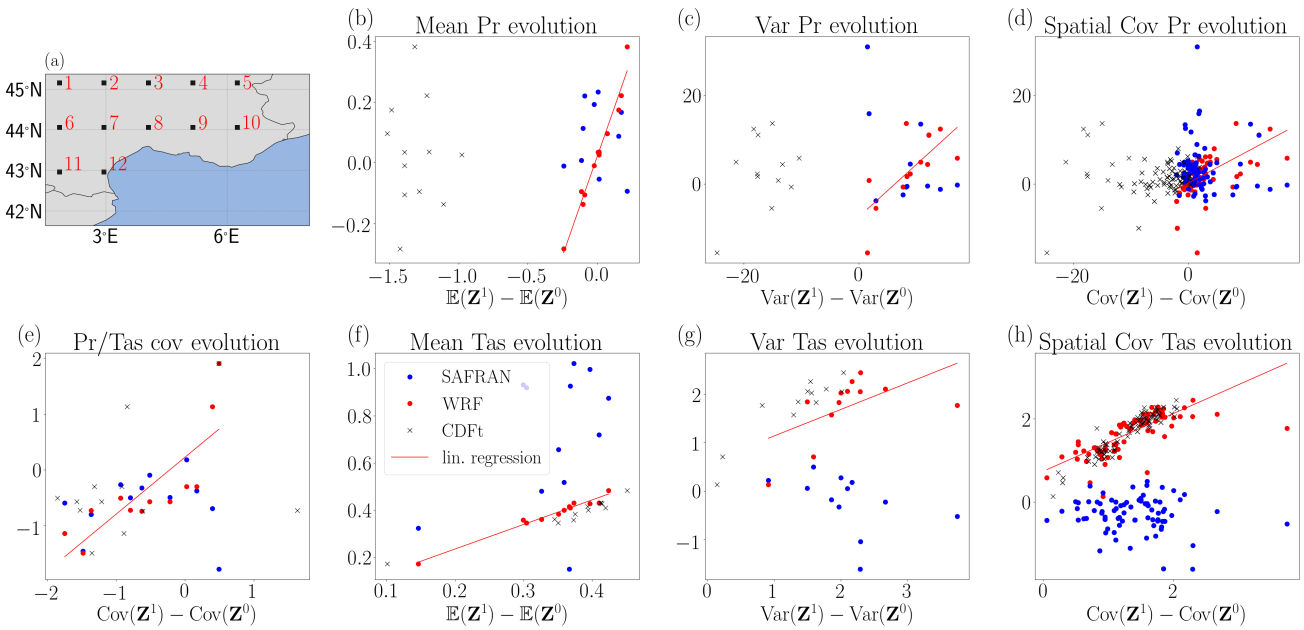 (a)
1 2 3 4 5
6 7 8 9 10
11 12
45°N
44°N
43°N
42°N
3°E 6°E
(b) Mean Pr evolution
0.4
0.2
0.0
−0.2
−1.5 −1.0 −0.5 0.0
𝔼(Z¹) − 𝔼(Z⁰)
(c) Var Pr evolution
20
0
−20 0
Var(Z¹) − Var(Z⁰)
(d) Spatial Cov Pr evolution
20
0
−20 0
Cov(Z¹) − Cov(Z⁰)
(e) Pr/Tas cov evolution
2
1
0
−1
−2 −1 0 1
Cov(Z¹) − Cov(Z⁰)
(f) Mean Tas evolution
SAFRAN
WRF
CDFt
lin. regression
1.0
0.8
0.6
0.4
0.2
0.1 0.2 0.3 0.4
𝔼(Z¹) − 𝔼(Z⁰)
(g) Var Tas evolution
2
1
0
−1
0 1 2 3
Var(Z¹) − Var(Z⁰)
(h) Spatial Cov Tas evolution
2
0
0 2
Cov(Z¹) − Cov(Z⁰)